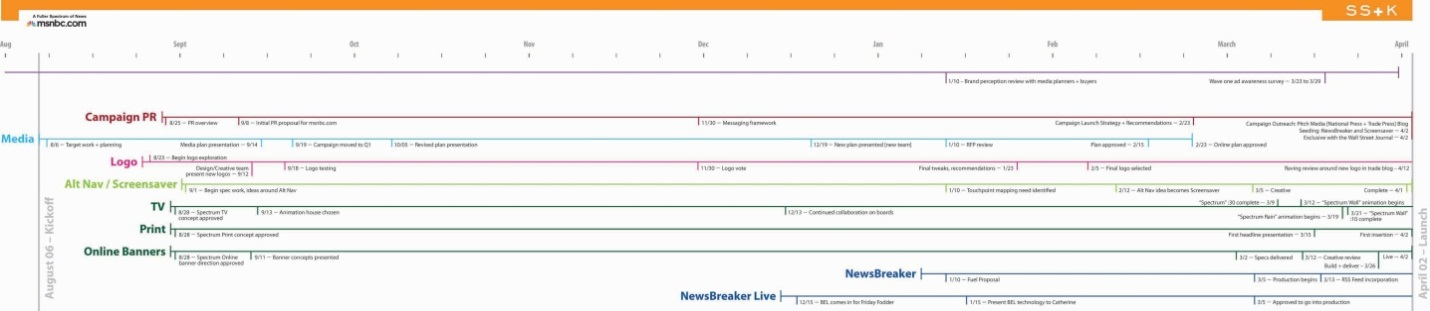 A Fuller Spectrum of News
msnbc.com
SS+K
Aug
Sept
Oct
Nov
Dec
Jan
Feb
March
April
1/10 – Brand perception review with media planners + buyers
Wave one ad awareness survey – 3/23 to 3/29
Campaign PR
8/25 – PR overview
9/8 – Initial PR proposal for msnbc.com
11/30 – Messaging framework
Campaign Launch Strategy + Recommendations – 2/23
Campaign Outreach: Pitch Media (National Press + Trade Press) Blog
Seeding: NewsBreaker and Screensaver – 4/2
Exclusive with the Wall Street Journal – 4/2
Media
8/6 – Target work + planning
Media plan presentation – 9/14
9/19 – Campaign moved to Q1
10/05 – Revised plan presentation
12/19 – New plan presented (new team)
1/10 – RFP review
Plan approved – 2/15
2/23 – Online plan approved
Logo
8/23 – Begin logo exploration
Design/Creative team
present new logos – 9/12
9/18 – Logo testing
11/30 – Logo vote
Final tweaks, recommendations – 1/23
2/5 – Final logo selected
Raving review around new logo in trade blog – 4/12
Alt Nav / Screensaver
9/1 – Begin spec work, ideas around Alt Nav
1/10 – Touchpoint mapping need identified
2/12 – Alt Nav idea becomes Screensaver
3/5 – Creative
Complete – 4/1
TV
8/28 – Spectrum TV
concept approved
9/13 – Animation house chosen
12/13 – Continued collaboration on boards
"Spectrum" :30 complete – 3/9
3/12 – "Spectrum Wall" animation begins
"Spectrum Rain" animation begins – 3/19
3/21 – "Spectrum Wall"
:10 complete
Print
8/28 – Spectrum Print concept approved
First headline presentation – 3/15
First insertion – 4/2
Online Banners
8/28 – Spectrum Online
banner direction approved
9/11 – Banner concepts presented
3/2 – Specs delivered
3/12 – Creative review
Build + deliver – 3/26
Live – 4/2
NewsBreaker
1/10 – Fuel Proposal
3/5 – Production begins
3/13 – RSS Feed incorporation
NewsBreaker Live
12/15 – BEL comes in for Friday Fodder
1/15 – Present BEL technology to Catherine
3/5 – Approved to go into production
August 06 – Kickoff
April 02 – Launch